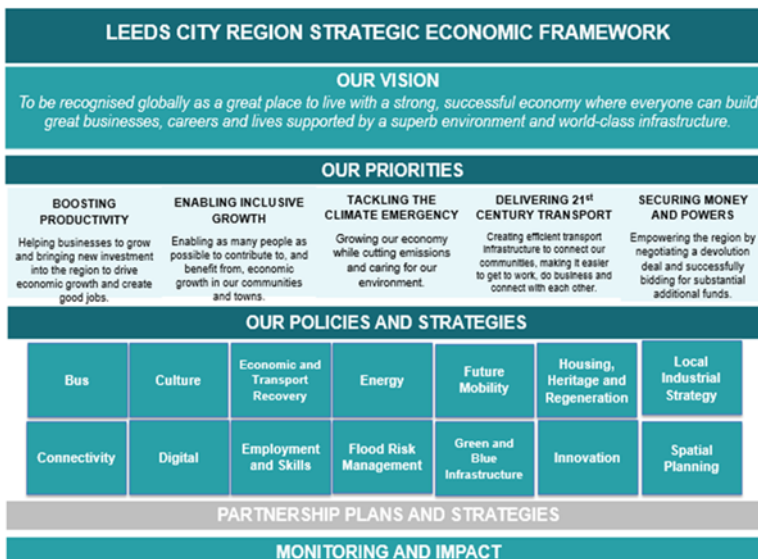 LEEDS CITY REGION STRATEGIC ECONOMIC FRAMEWORK
OUR VISION
To be recognised globally as a great place to live with a strong, successful economy where everyone can build
great businesses, careers and lives supported by a superb environment and world-class infrastructure.
OUR PRIORITIES
BOOSTING
PRODUCTIVITY
Helping businesses to grow
and bringing new investment
into the region to drive
economic growth and create
good jobs.
ENABLING INCLUSIVE
GROWTH
Enabling as many people as
possible to contribute to, and
benefit from, economic
growth in our communities
and towns.
TACKLING THE
CLIMATE EMERGENCY
Growing our economy
while cutting emissions
and caring for our
environment.
DELIVERING 21st
CENTURY TRANSPORT
Creating efficient transport
infrastructure to connect our
communities, making it easier
to get to work, do business and
connect with each other.
SECURING MONEY
AND POWERS
Empowering the region by
negotiating a devolution
deal and successfully
bidding for substantial
additional funds.
OUR POLICIES AND STRATEGIES
Bus
Culture
Economic and
Transport
Recovery
Energy
Future
Mobility
Housing,
Heritage and
Regeneration
Local
Industrial
Strategy
Connectivity
Digital
Employment
and Skills
Flood Risk
Management
Green and
Blue
Infrastructure
Innovation
Spatial
Planning
PARTNERSHIP PLANS AND STRATEGIES
MONITORING AND IMPACT